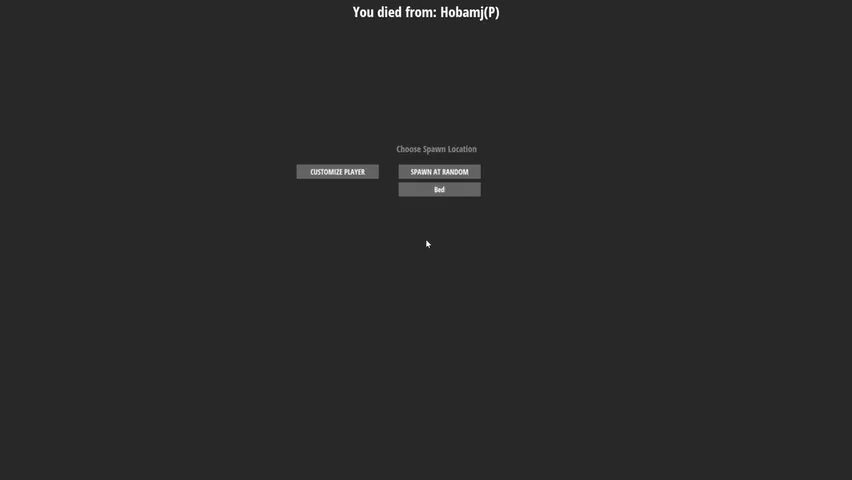 You died from: Hobamj(P)
Choose Spawn Location
CUSTOMIZE PLAYER
SPAWN AT RANDOM
Bed